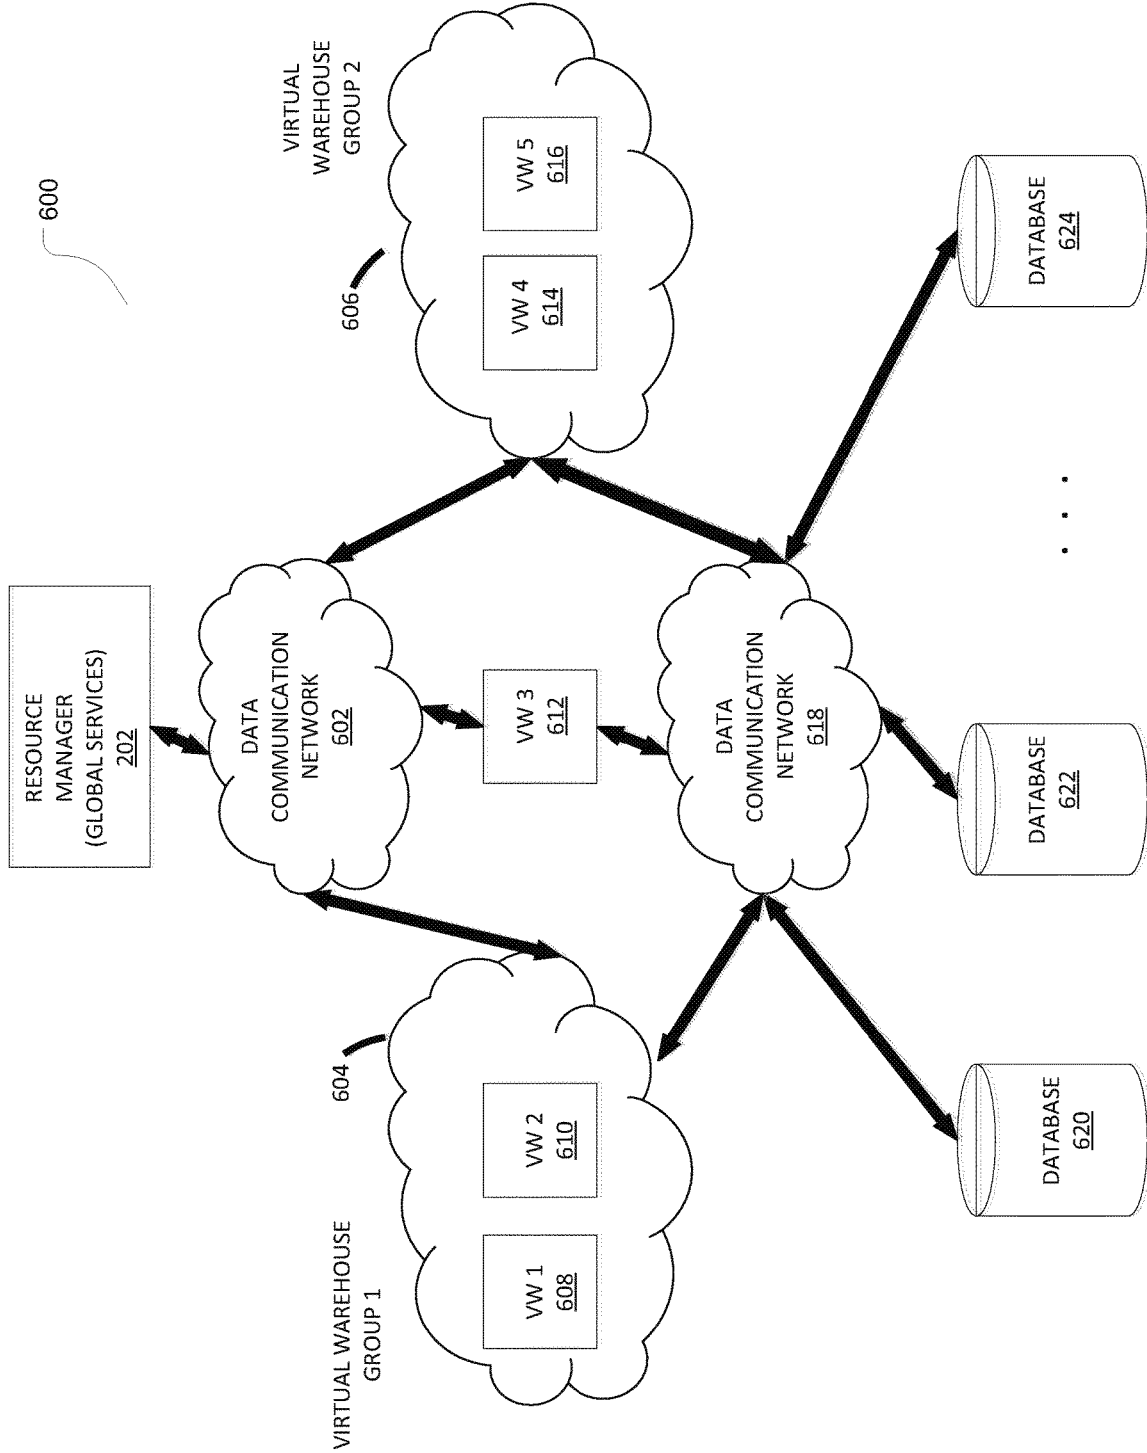 600
RESOURCE
MANAGER
(GLOBAL SERVICES)
202
DATA
COMMUNICATION
NETWORK
602
VIRTUAL WAREHOUSE
GROUP 1
604
VW 1
608
VW 2
610
VW 3
612
VIRTUAL
WAREHOUSE
GROUP 2
606
VW 4
614
VW 5
616
DATA
COMMUNICATION
NETWORK
618
DATABASE
620
DATABASE
622
. . .
DATABASE
624